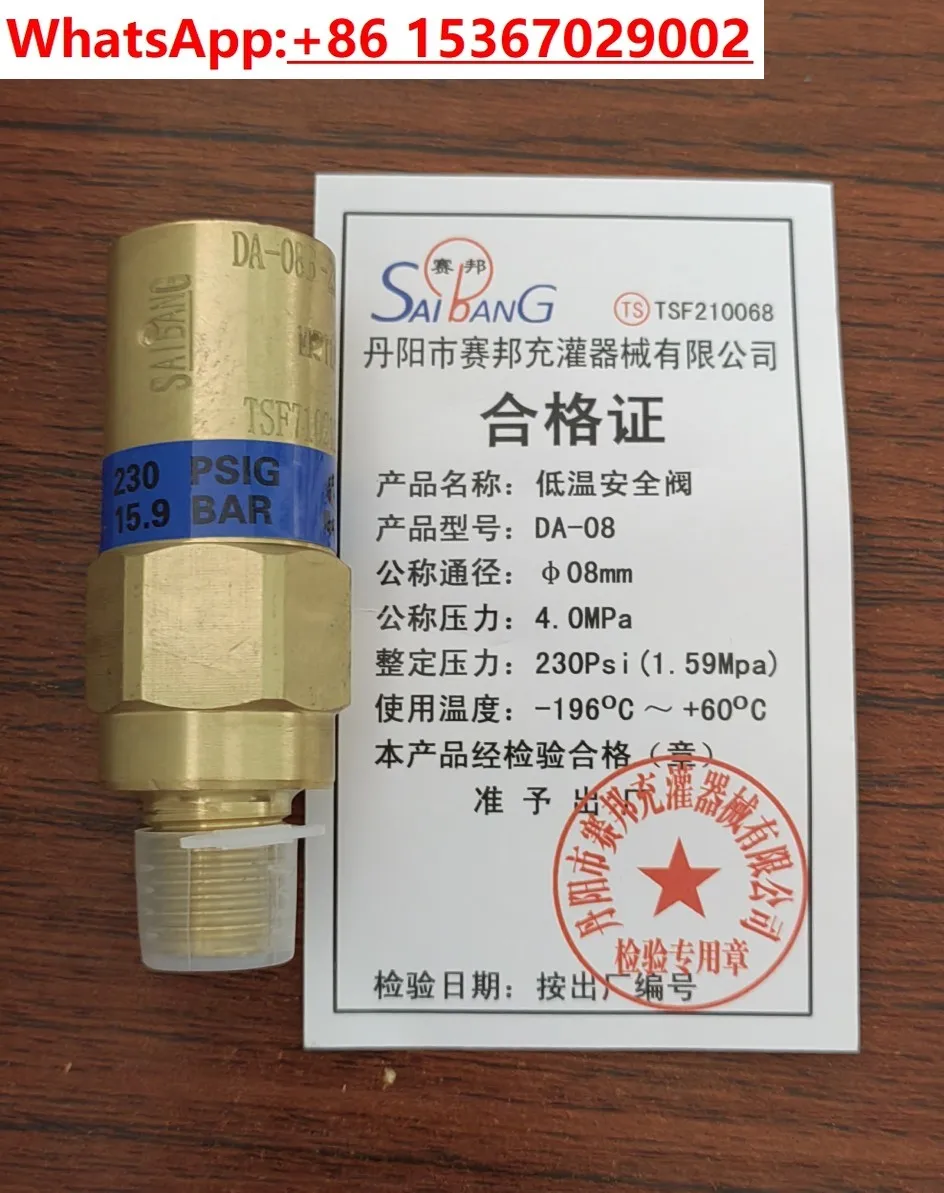 WhatsApp:+86 15367029002
DA-08
SAIBANG
230 PSIG
15.9 BAR
赛邦
SAIBANG
TS TSF210068
丹阳市赛邦充灌器械有限公司
合格证
产品名称：低温安全阀
产品型号：DA-08
公称通径：φ08mm
公称压力：4.0MPa
整定压力：230Psi(1.59Mpa)
使用温度：-196℃～+60℃
本产品经检验合格（章）
准予出厂
丹阳市赛邦充灌器械有限公司
检验专用章
检验日期：按出厂编号